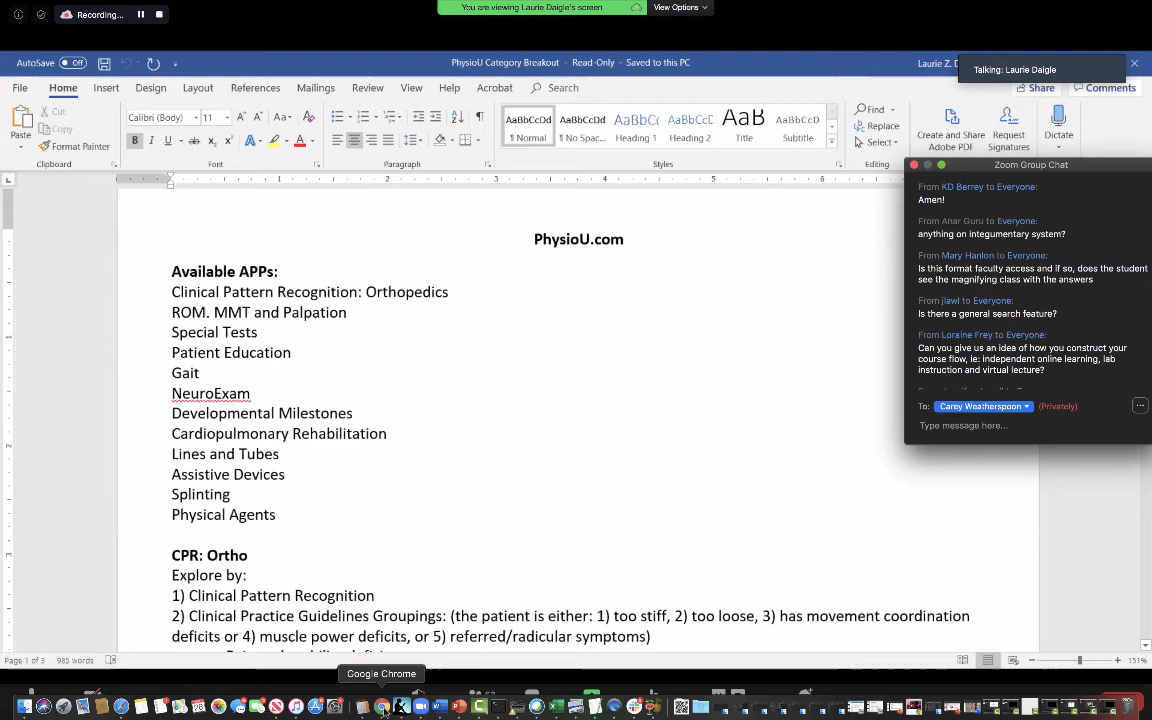 Recording...
You are viewing Laurie Daigle's screen
View Options
AutoSave Off
PhysioU Category Breakout - Read-Only - Saved to this PC
Laurie Z. D
Talking: Laurie Daigle
File Home Insert Design Layout References Mailings Review View Help Acrobat Search
Share Comments
Paste
Cut
Copy
Format Painter
Calibri (Body) 11
AaBbCcDd AaBbCcDd AaBbCc AaBbCcD AaB AaBbCcD
¶ Normal ¶ No Spac... Heading 1 Heading 2 Title Subtitle
Find
Replace
Select
Create and Share
Adobe PDF
Request
Signatures
Dictate
Clipboard Font Paragraph Styles Editing
Zoom Group Chat
From KD Berrey to Everyone:
Amen!
From Anar Guru to Everyone:
anything on integumentary system?
From Mary Hanlon to Everyone:
Is this format faculty access and if so, does the student
see the magnifying class with the answers
From jlawl to Everyone:
Is there a general search feature?
From Loraine Frey to Everyone:
Can you give us an idea of how you construct your
course flow, ie: independent online learning, lab
instruction and virtual lecture?
To: Carey Weatherspoon (Privately)
Type message here...
1 2 3 4 5 6
PhysioU.com
Available APPs:
Clinical Pattern Recognition: Orthopedics
ROM. MMT and Palpation
Special Tests
Patient Education
Gait
NeuroExam
Developmental Milestones
Cardiopulmonary Rehabilitation
Lines and Tubes
Assistive Devices
Splinting
Physical Agents
CPR: Ortho
Explore by:
1) Clinical Pattern Recognition
2) Clinical Practice Guidelines Groupings: (the patient is either: 1) too stiff, 2) too loose, 3) has movement coordination
deficits or 4) muscle power deficits, or 5) referred/radicular symptoms)
Page 1 of 3 985 words
151%
Google Chrome